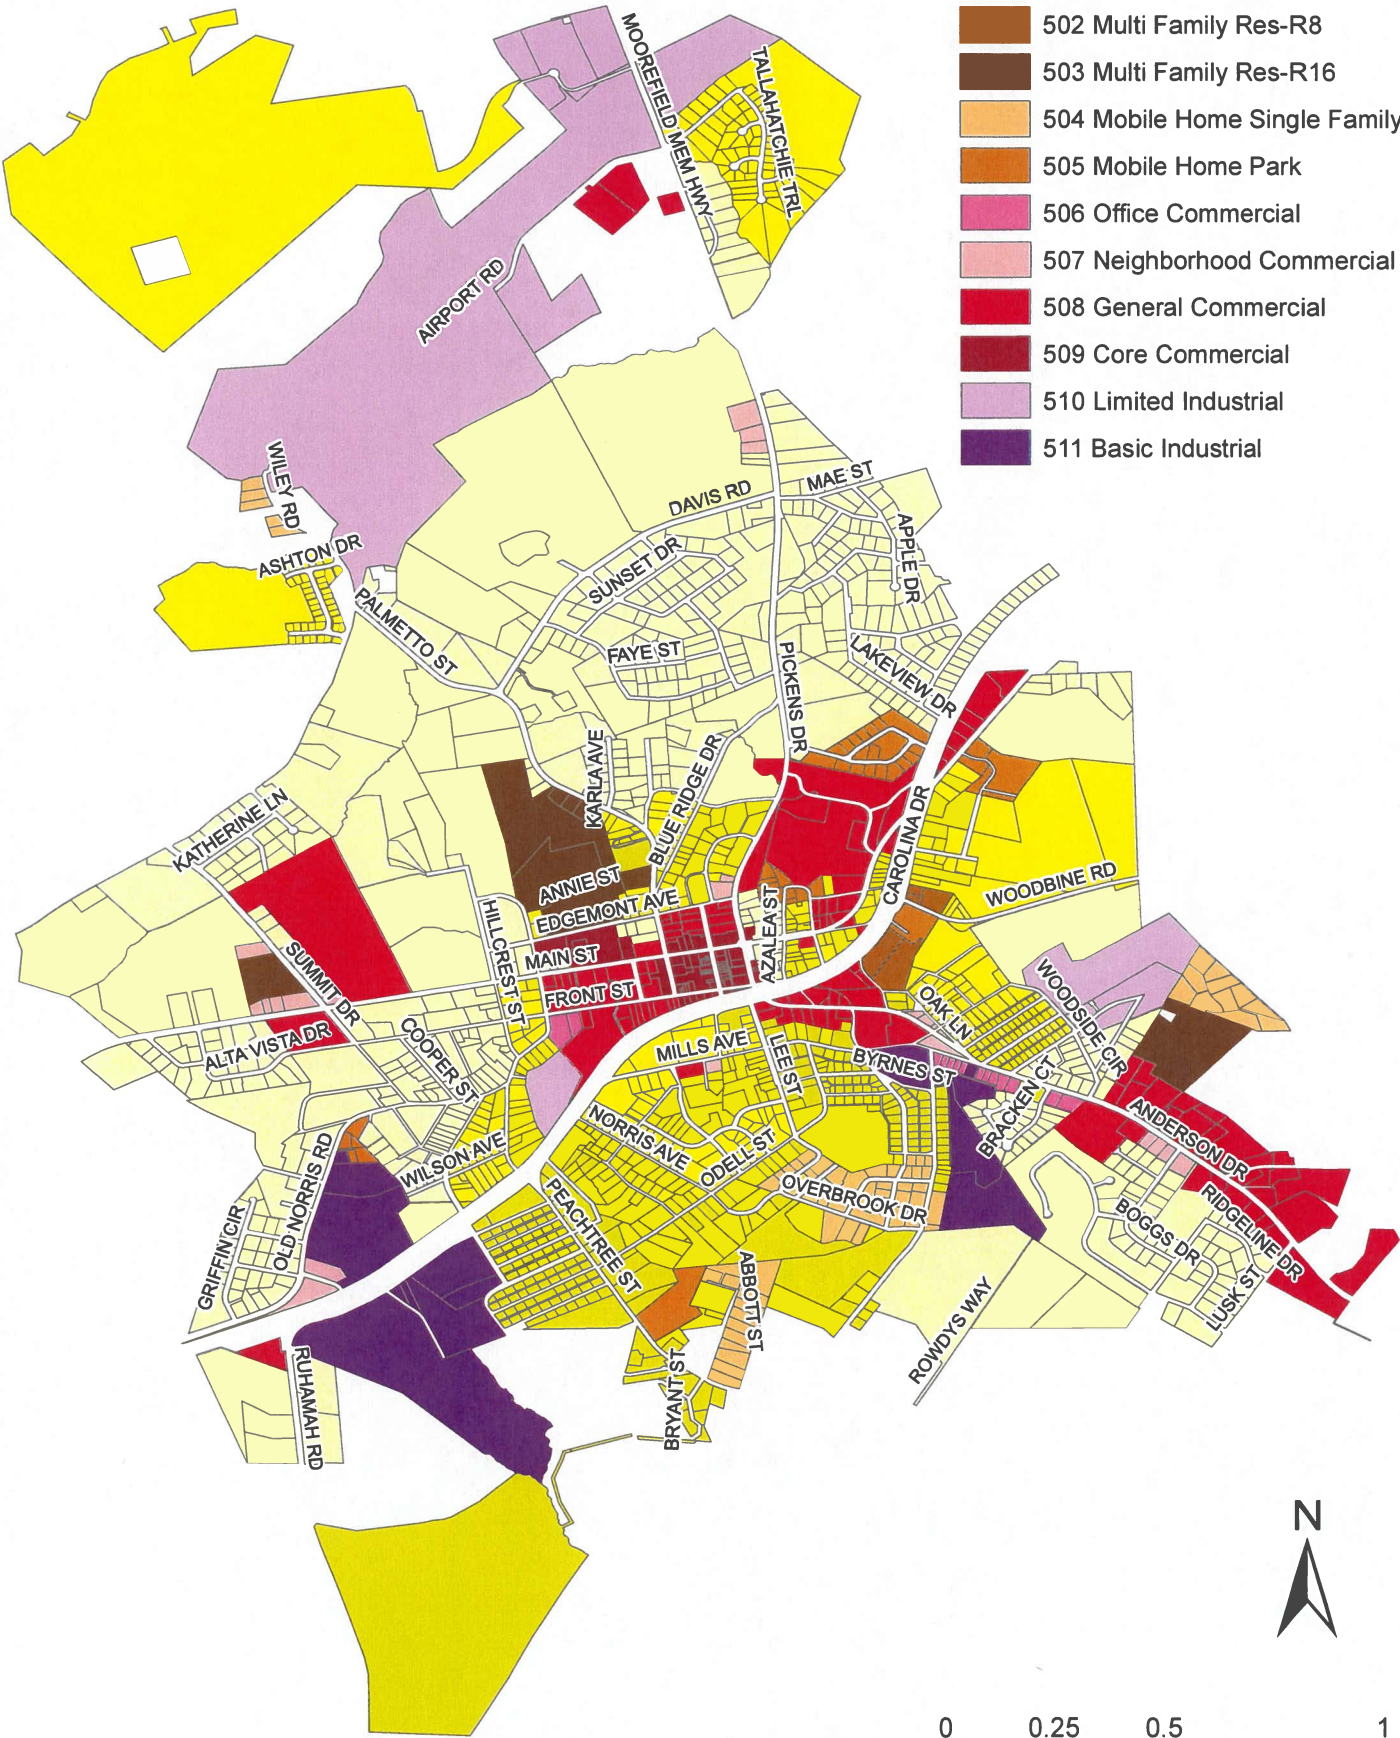 502 Multi Family Res-R8
503 Multi Family Res-R16
504 Mobile Home Single Family
505 Mobile Home Park
506 Office Commercial
507 Neighborhood Commercial
508 General Commercial
509 Core Commercial
510 Limited Industrial
511 Basic Industrial
MOOREFIELD MEM HWY
TALLAHATCHIE TRL
AIRPORT RD
WILEY RD
ASHTON DR
PALMETTO ST
DAVIS RD
MAE ST
APPLE DR
SUNSET DR
FAYE ST
PICKENS DR
LAKEVIEW DR
KARLA AVE
BLUE RIDGE DR
KATHERINE LN
CAROLINA DR
ANNIE ST
EDGEMONT AVE
WOODBINE RD
HILLCREST ST
MAIN ST
AZALEA ST
FRONT ST
SUMMIT DR
ALTA VISTA DR
COOPER ST
OAK LN
WOODSIDE CIR
MILLS AVE
LEE ST
BYRNES ST
BRACKEN CT
ANDERSON DR
NORRIS AVE
ODELL ST
WILSON AVE
OLD NORRIS RD
GRIFFIN CIR
OVERBROOK DR
PEACHTREE ST
BOGGS DR
RIDGELINE DR
LUSK ST
ABBOTT ST
ROWDYS WAY
RUHAMAH RD
BRYANT ST
N
0 0.25 0.5 1